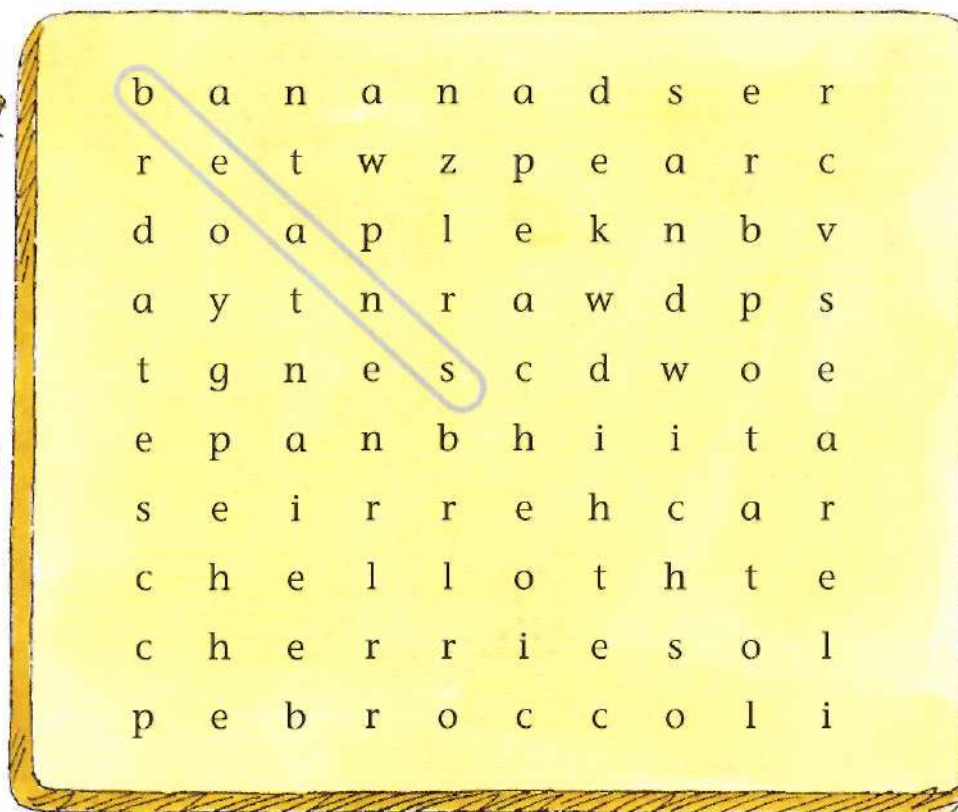 b a n a n a d s e r
r e t w z p e a r c
d o a p l e k n b v
a y t n r a w d p s
t g n e s c d w o e
e p a n b h i i t a
s e i r r e h c a r
c h e l l o t h t e
c h e r r i e s o l
p e b r o c c o l i